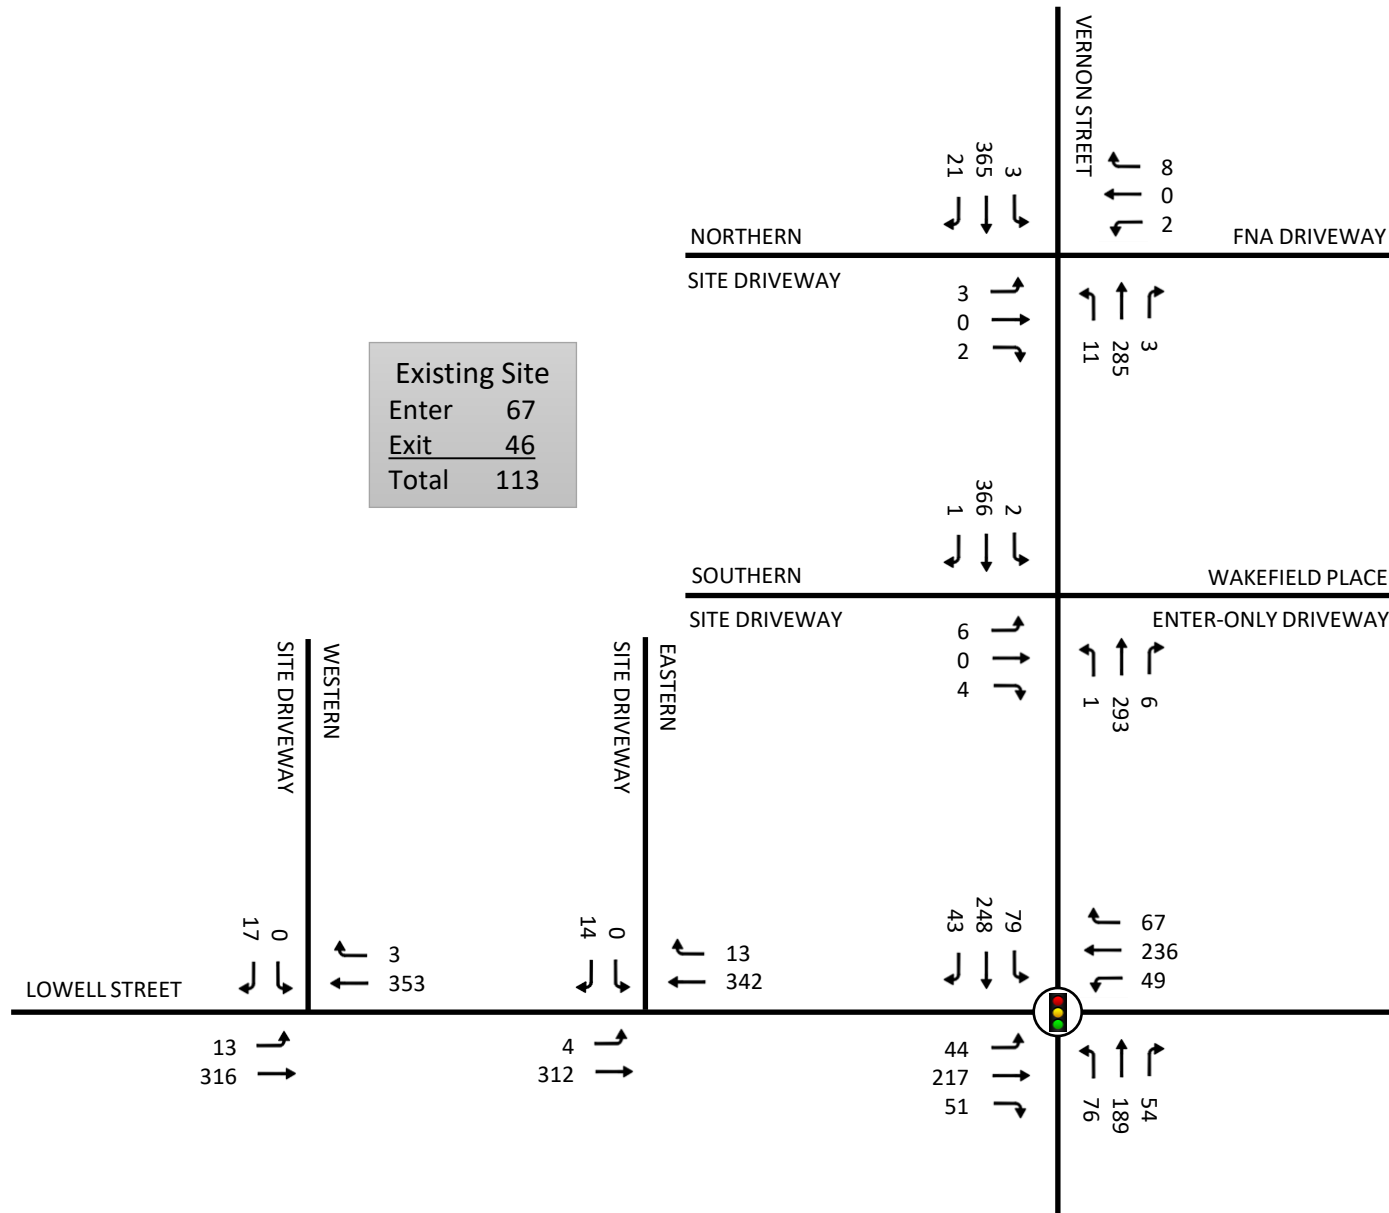 VERNON STREET
21 365 3
8
0
2
NORTHERN
FNA DRIVEWAY
SITE DRIVEWAY
3
0
2
11 285 3
Existing Site
Enter 67
Exit 46
Total 113
1 366 2
SOUTHERN
WAKEFIELD PLACE
SITE DRIVEWAY
ENTER-ONLY DRIVEWAY
6
0
4
1 293 6
SITE DRIVEWAY
WESTERN
SITE DRIVEWAY
EASTERN
17 0
3
353
14 0
13
342
43 248 79
67
236
49
LOWELL STREET
13
316
4
312
44
217
51
76 189 54